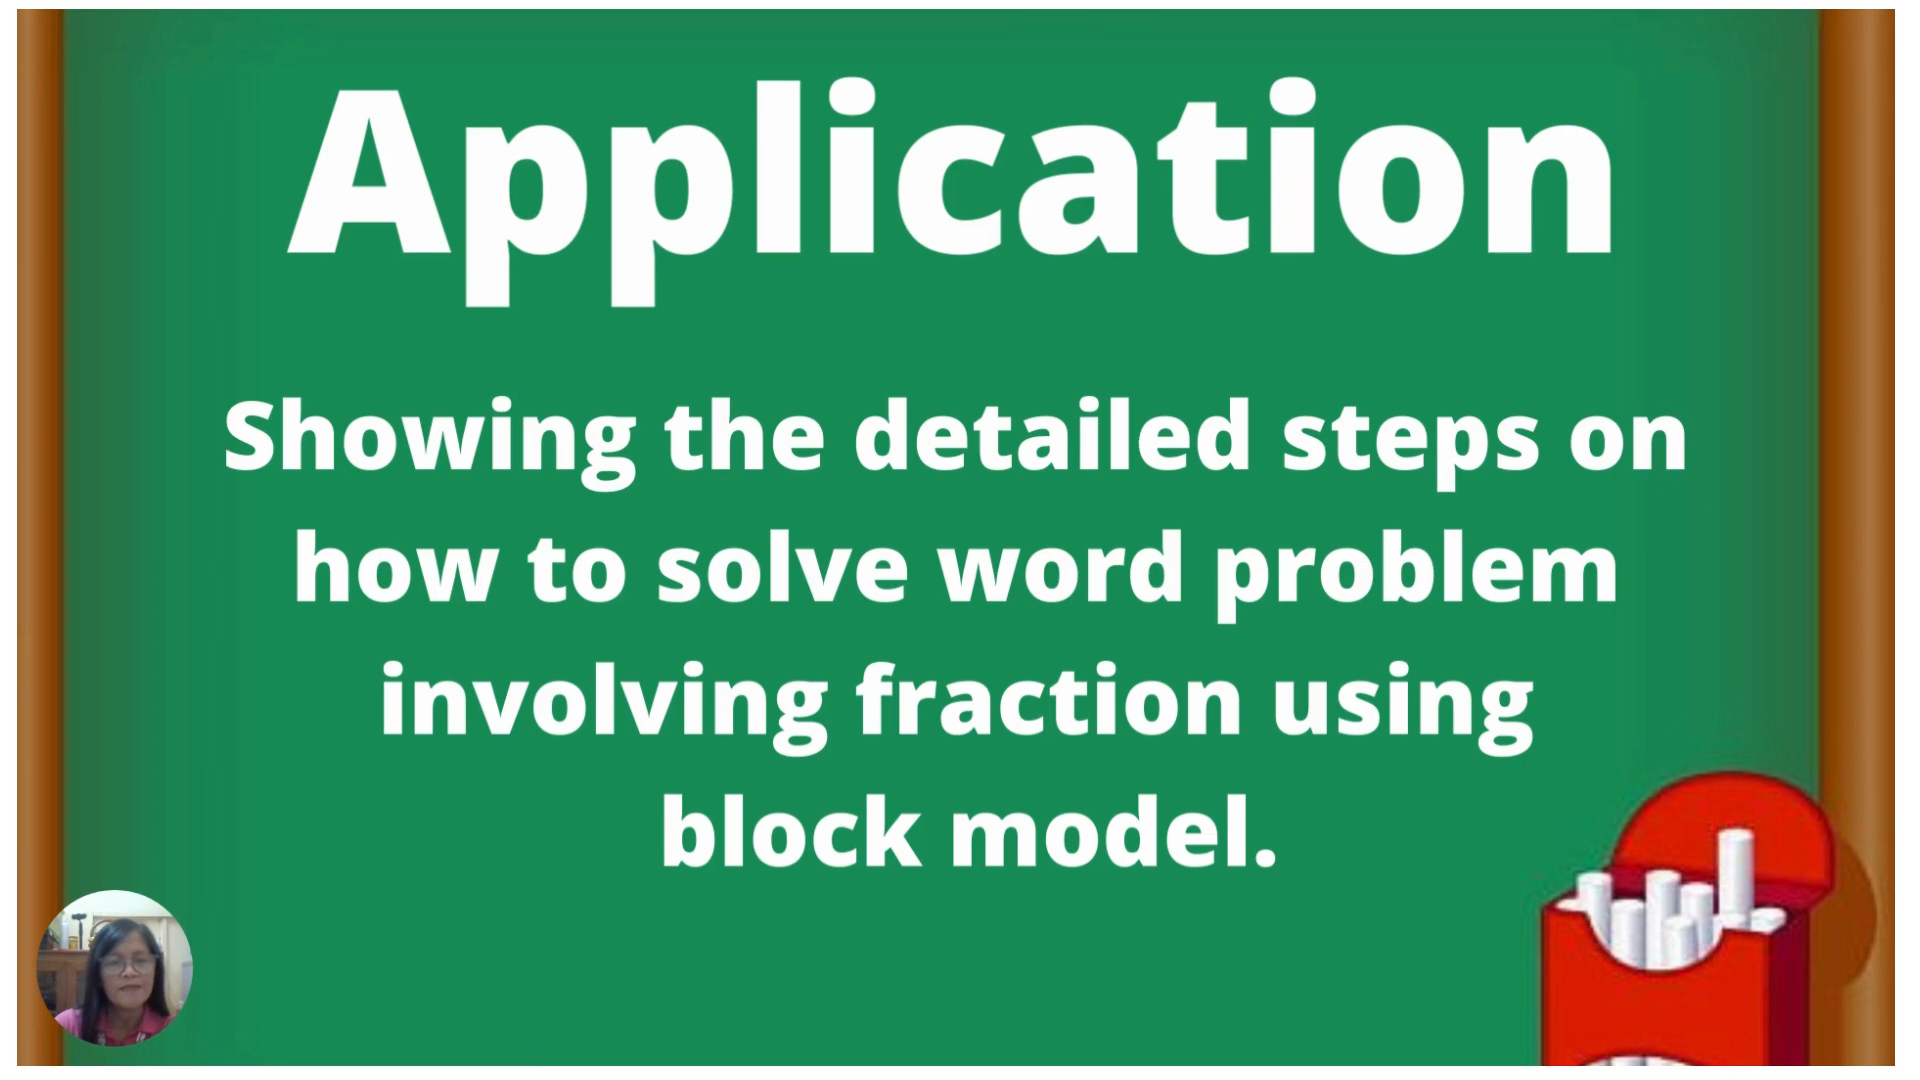 Application
Showing the detailed steps on
how to solve word problem
involving fraction using
block model.